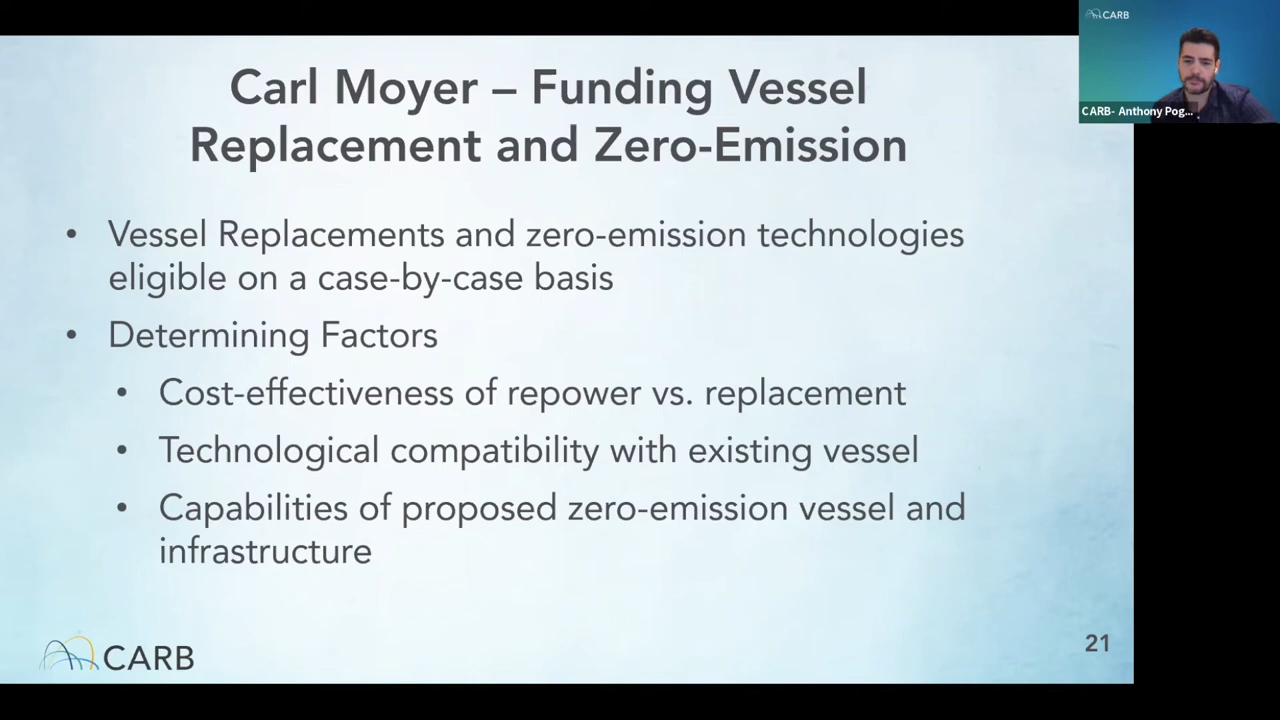 CARB
CARB- Anthony Pog...
Carl Moyer – Funding Vessel
Replacement and Zero-Emission
• Vessel Replacements and zero-emission technologies
eligible on a case-by-case basis
• Determining Factors
• Cost-effectiveness of repower vs. replacement
• Technological compatibility with existing vessel
• Capabilities of proposed zero-emission vessel and
infrastructure
CARB
21